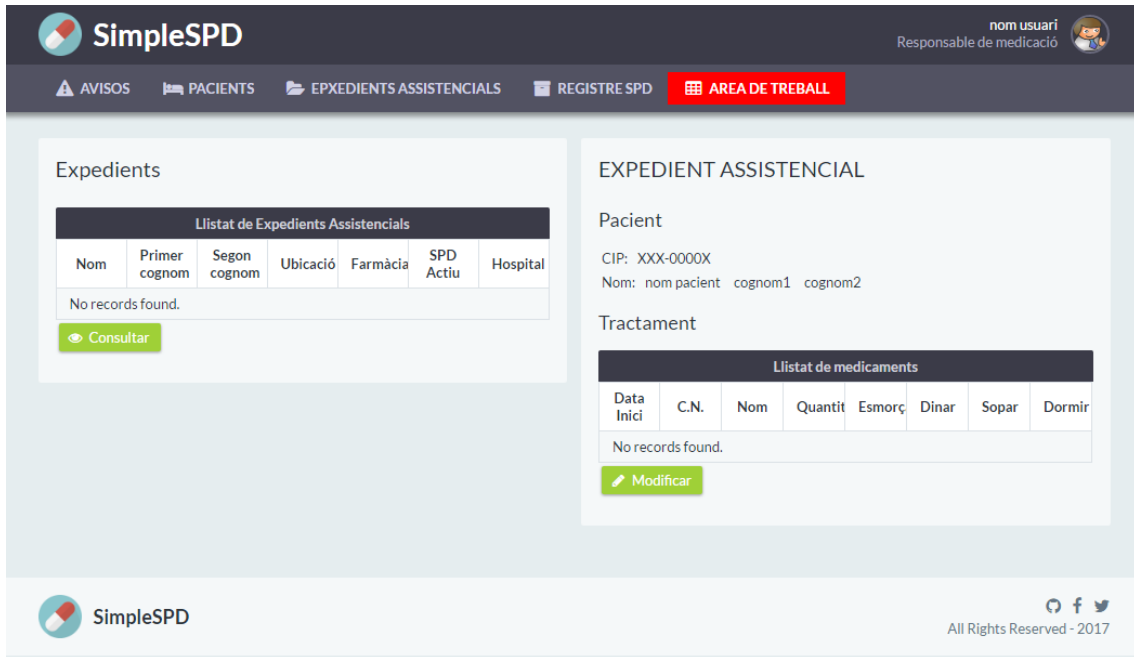 SimpleSPD
nom usuari
Responsable de medicació
AVISOS
PACIENTS
EPXEDIENTS ASSISTENCIALS
REGISTRE SPD
AREA DE TREBALL
Expedients
Llistat de Expedients Assistencials
Nom Primer cognom Segon cognom Ubicació Farmàcia SPD Actiu Hospital
No records found.
Consultar
EXPEDIENT ASSISTENCIAL
Pacient
CIP: XXX-0000X
Nom: nom pacient cognom1 cognom2
Tractament
Llistat de medicaments
Data Inici C.N. Nom Quantit Esmorç Dinar Sopar Dormir
No records found.
Modificar
SimpleSPD
All Rights Reserved - 2017